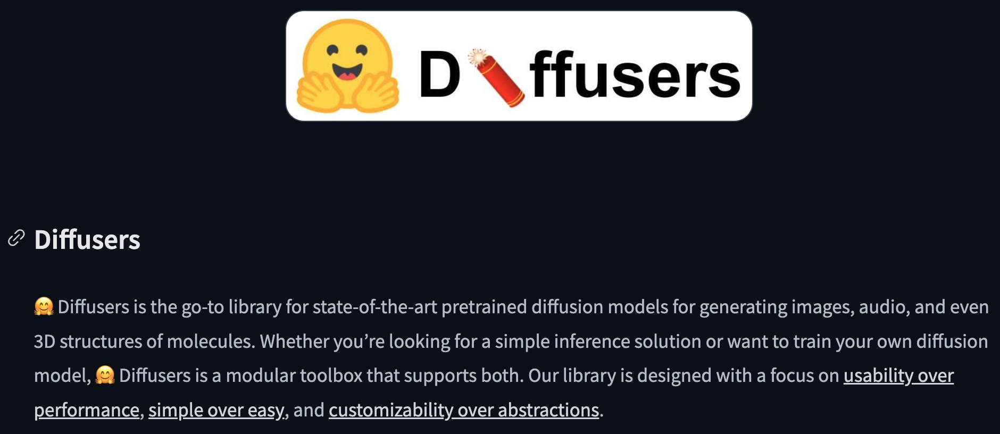 D🧨ffusers
Diffusers
🤗 Diffusers is the go-to library for state-of-the-art pretrained diffusion models for generating images, audio, and even
3D structures of molecules. Whether you’re looking for a simple inference solution or want to train your own diffusion
model, 🤗 Diffusers is a modular toolbox that supports both. Our library is designed with a focus on usability over
performance, simple over easy, and customizability over abstractions.